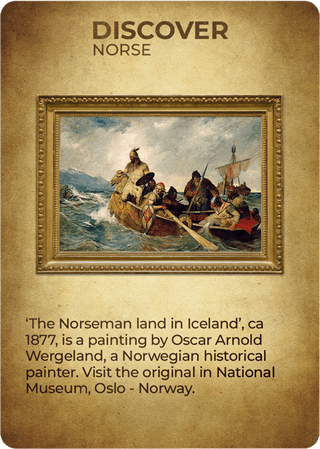 DISCOVER
NORSE
‘The Norseman land in Iceland’, ca
1877, is a painting by Oscar Arnold
Wergeland, a Norwegian historical
painter. Visit the original in National
Museum, Oslo - Norway.